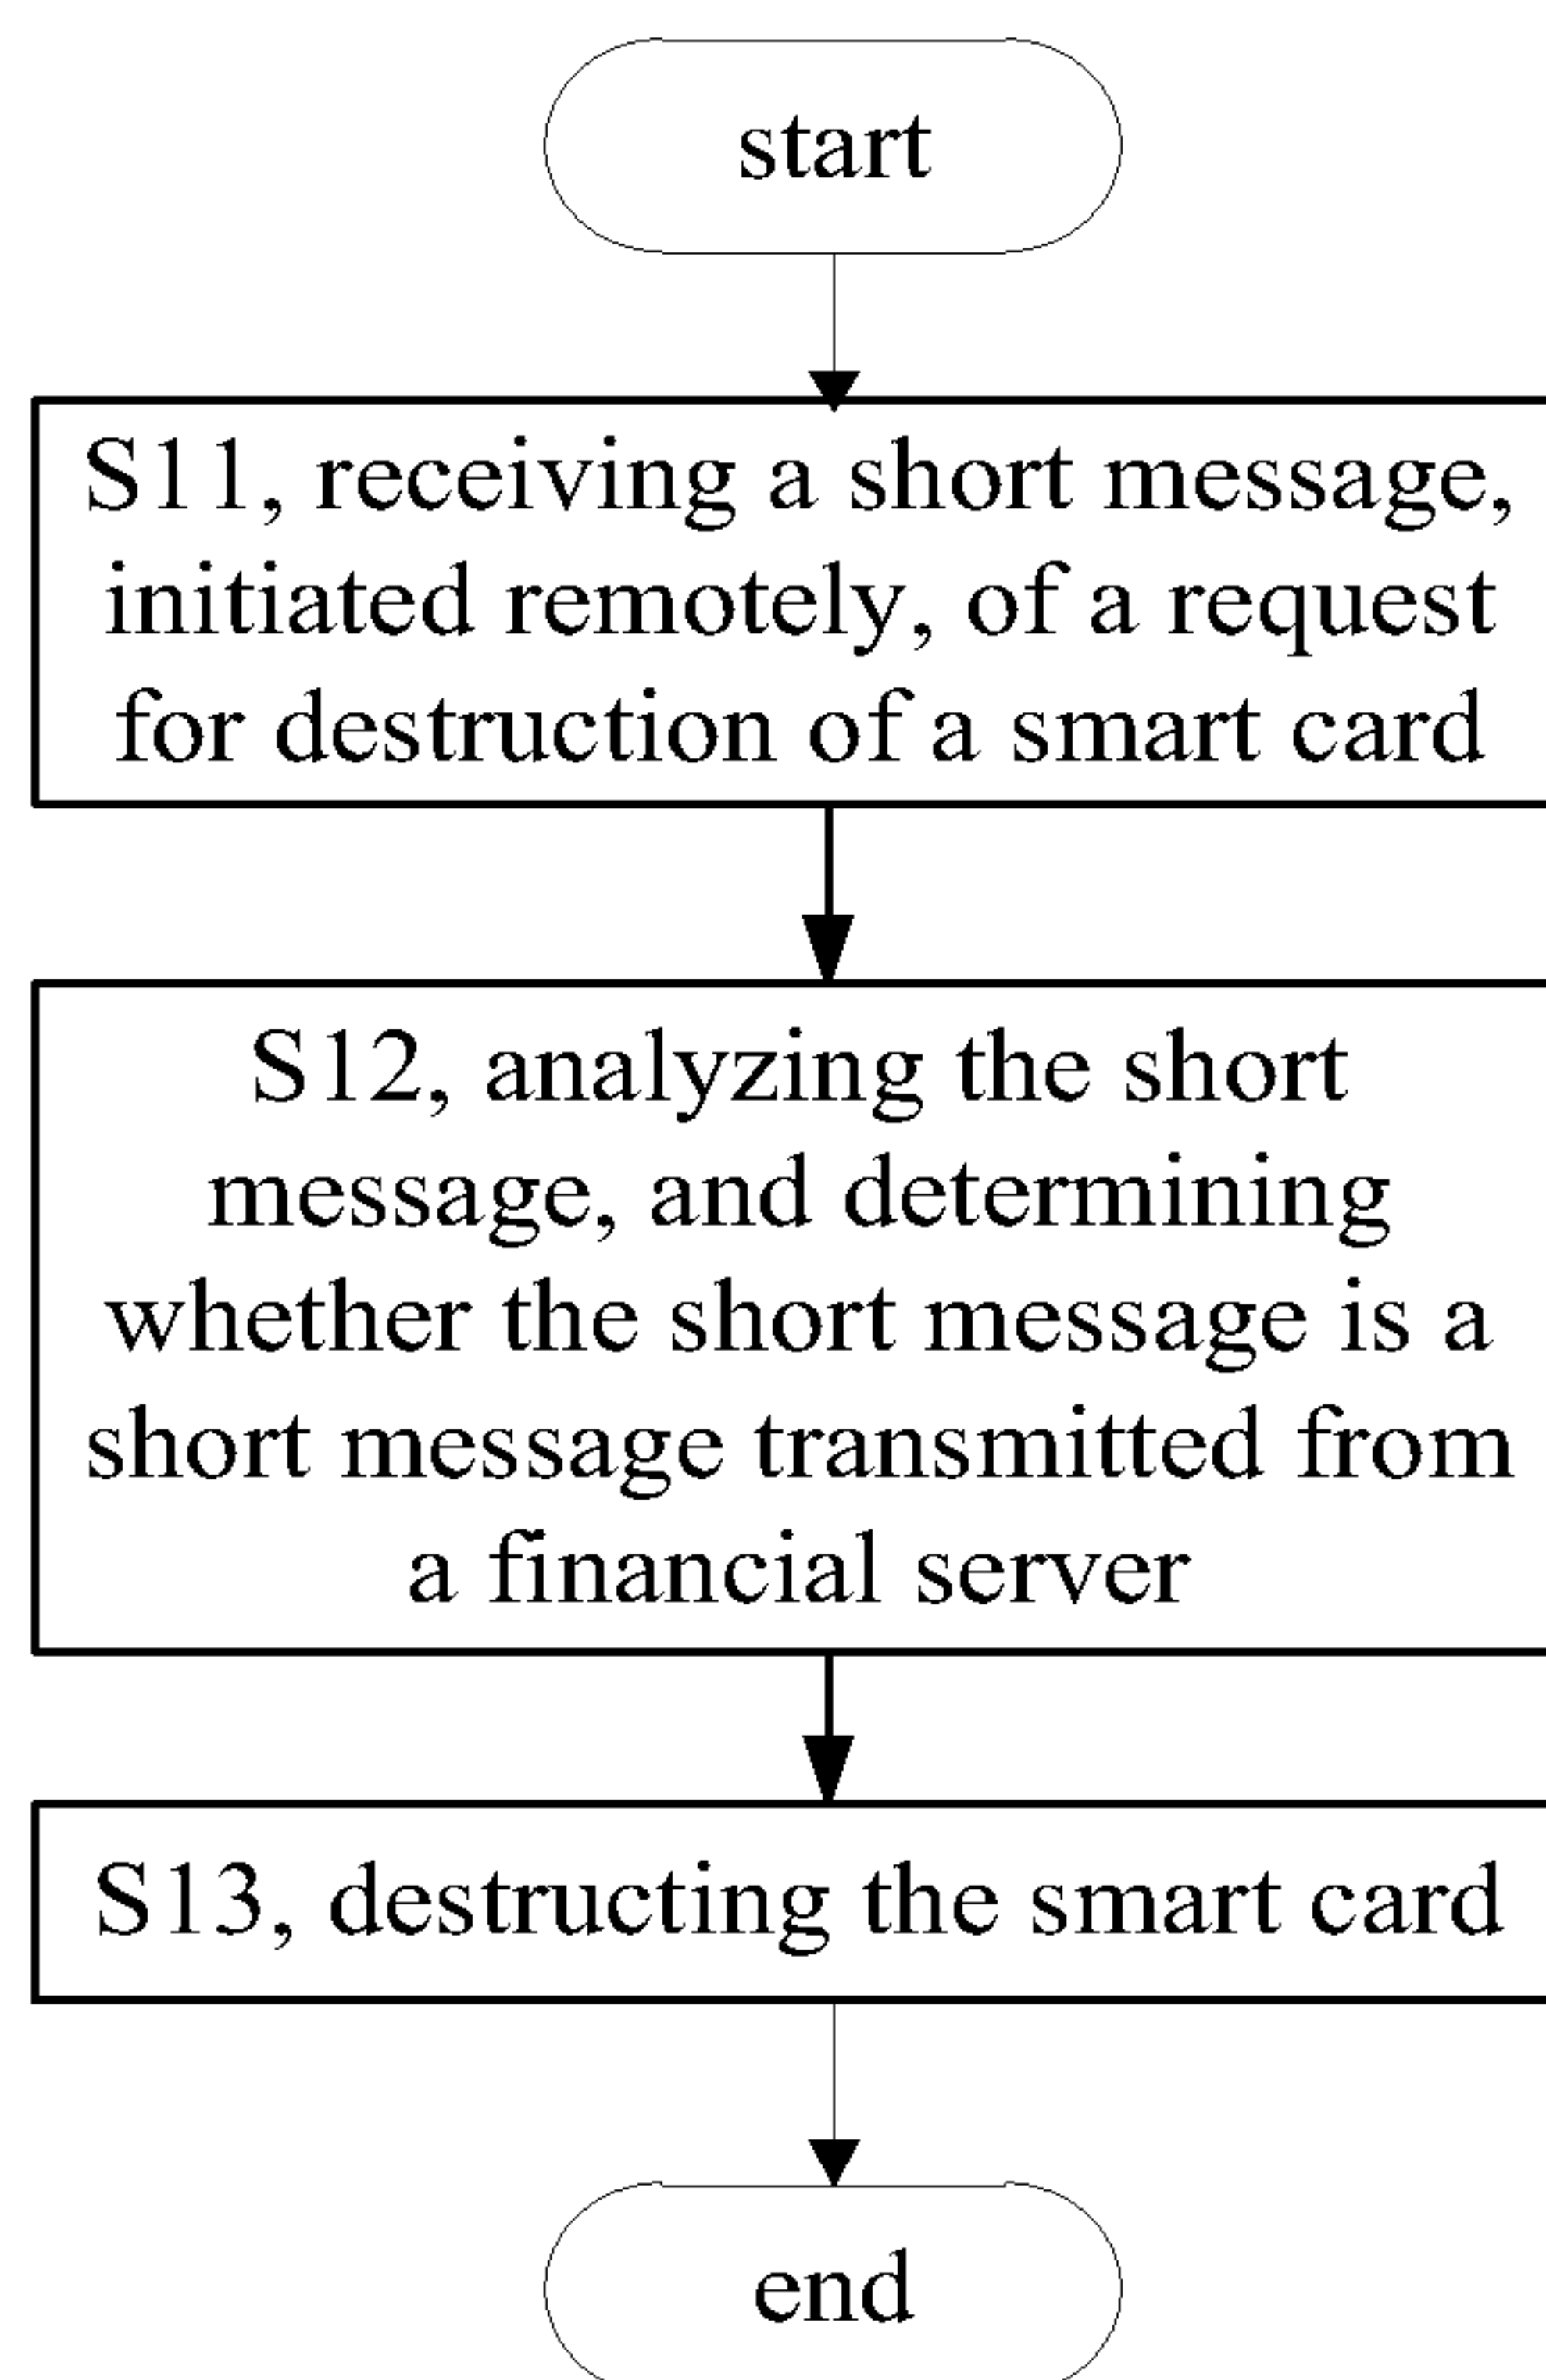 start
S11, receiving a short message,
initiated remotely, of a request
for destruction of a smart card
S12, analyzing the short
message, and determining
whether the short message is a
short message transmitted from
a financial server
S13, destructing the smart card
end